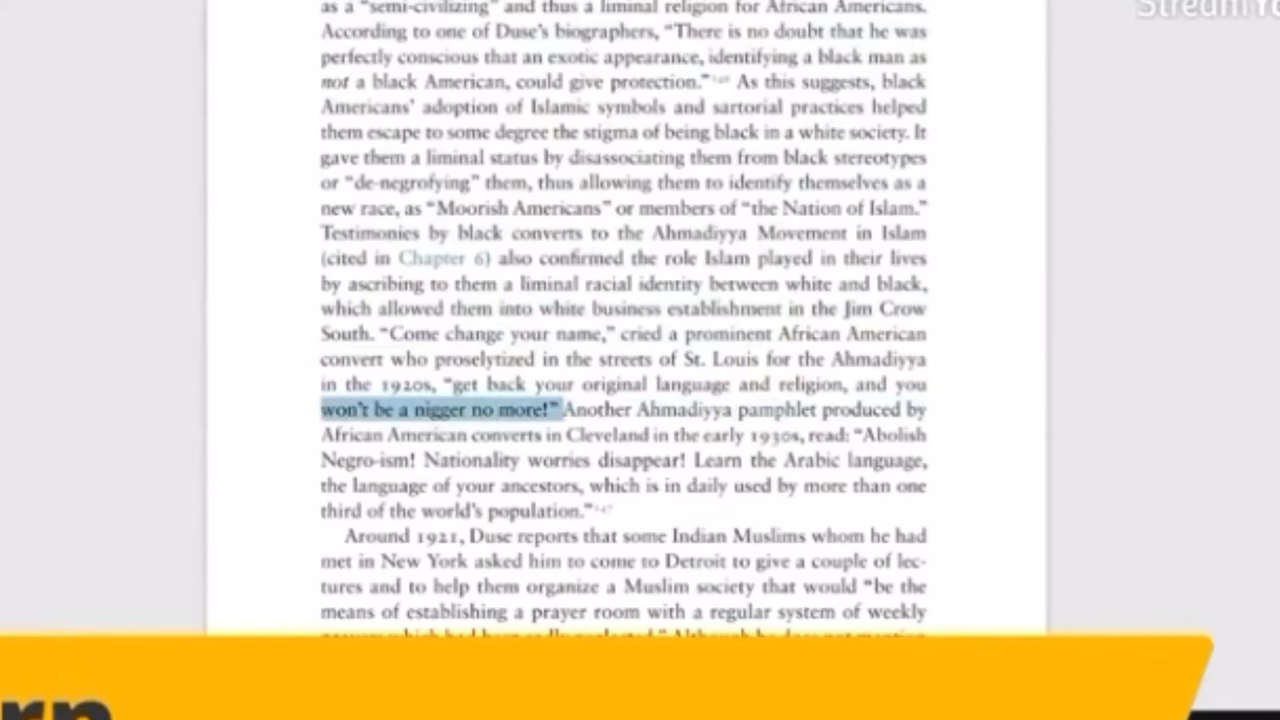 Stream
as a "semi-civilizing" and thus a liminal religion for African Americans.
According to one of Duse's biographers, "There is no doubt that he was
perfectly conscious that an exotic appearance, identifying a black man as
not a black American, could give protection." As this suggests, black
Americans' adoption of Islamic symbols and sartorial practices helped
them escape to some degree the stigma of being black in a white society. It
gave them a liminal status by disassociating them from black stereotypes
or "de-negrofying" them, thus allowing them to identify themselves as a
new race, as "Moorish Americans" or members of "the Nation of Islam."
Testimonies by black converts to the Ahmadiyya Movement in Islam
(cited in Chapter 6) also confirmed the role Islam played in their lives
by ascribing to them a liminal racial identity between white and black,
which allowed them into white business establishment in the Jim Crow
South. "Come change your name," cried a prominent African American
convert who proselytized in the streets of St. Louis for the Ahmadiyya
in the 1920s, "get back your original language and religion, and you
won't be a nigger no more!" Another Ahmadiyya pamphlet produced by
African American converts in Cleveland in the early 1930s, read: "Abolish
Negro-ism! Nationality worries disappear! Learn the Arabic language,
the language of your ancestors, which is in daily used by more than one
third of the world's population."
Around 1921, Duse reports that some Indian Muslims whom he had
met in New York asked him to come to Detroit to give a couple of lec-
tures and to help them organize a Muslim society that would "be the
means of establishing a prayer room with a regular system of weekly
rn